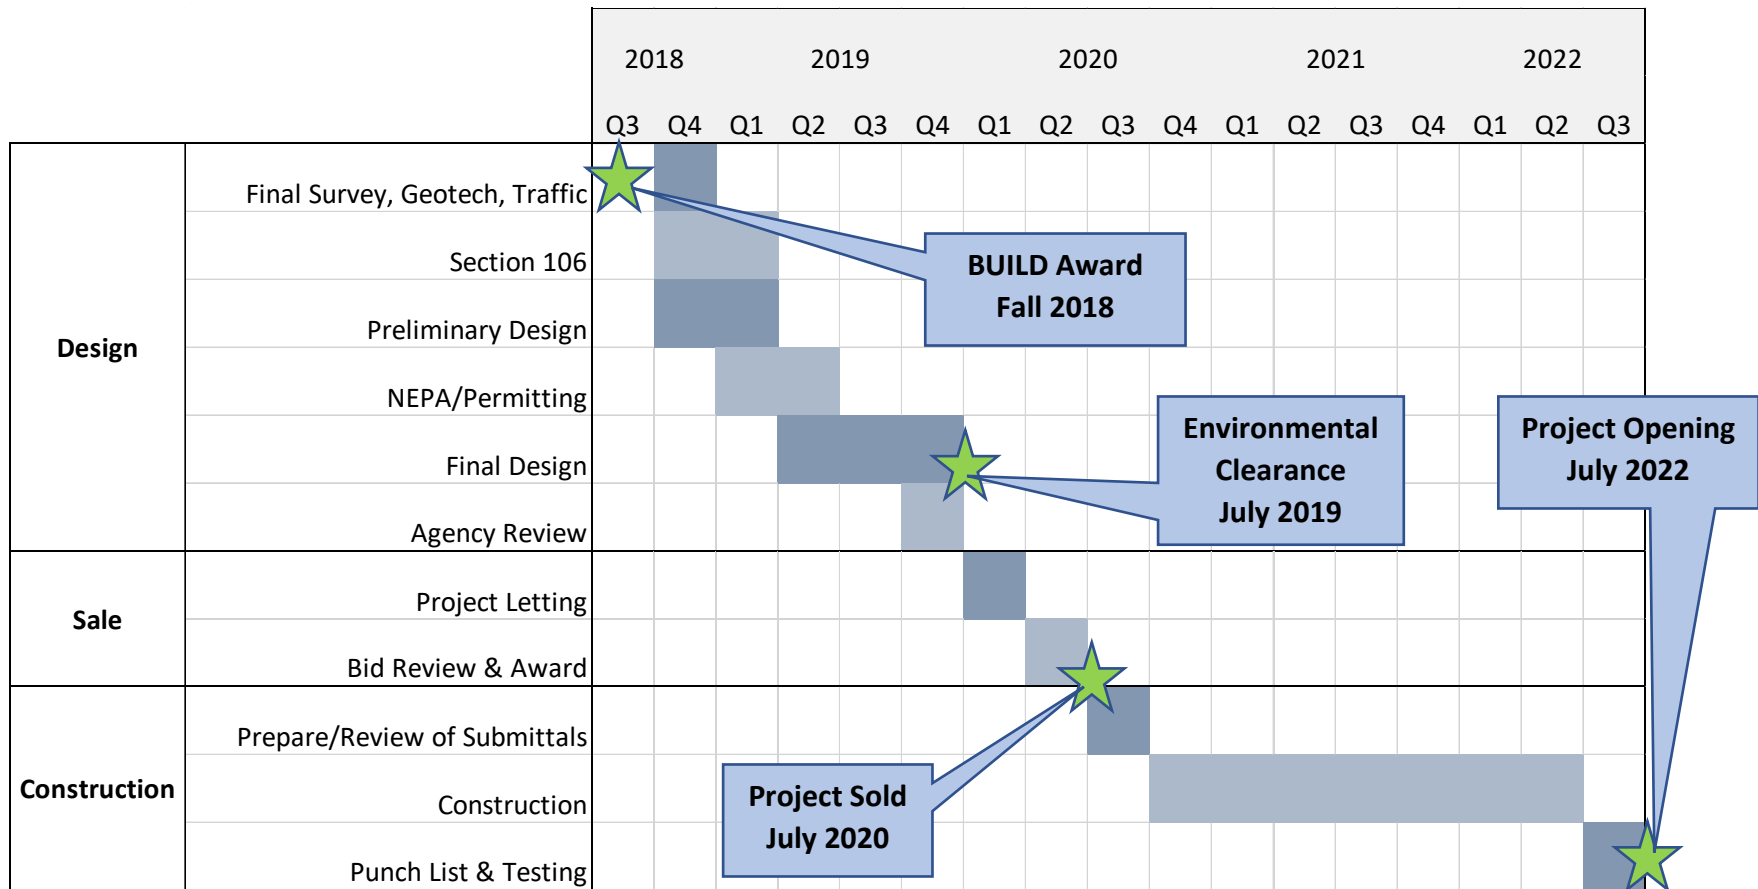 2018 2019 2020 2021 2022
Q3 Q4 Q1 Q2 Q3 Q4 Q1 Q2 Q3 Q4 Q1 Q2 Q3 Q4 Q1 Q2 Q3
Design
Final Survey, Geotech, Traffic
Section 106
Preliminary Design
NEPA/Permitting
Final Design
Agency Review
BUILD Award
Fall 2018
Environmental
Clearance
July 2019
Project Opening
July 2022
Sale
Project Letting
Bid Review & Award
Construction
Prepare/Review of Submittals
Construction
Punch List & Testing
Project Sold
July 2020